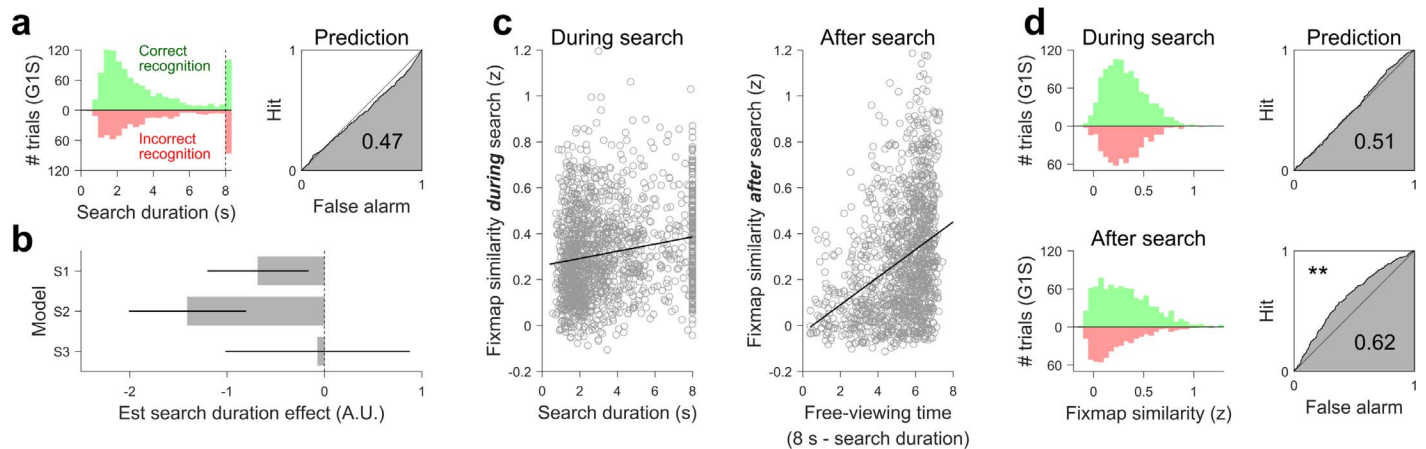 a
# trials (G1S)
120
60
0
60
120
Correct
recognition
Incorrect
recognition
0
2
4
6
8
Search duration (s)
Prediction
Hit
1
0
0.47
0
1
False alarm
b
Model
S1
S2
S3
-2
-1
0
1
Est search duration effect (A.U.)
c
During search
Fixmap similarity during search (z)
1.2
1
0.8
0.6
0.4
0.2
0
-0.2
0
2
4
6
8
Search duration (s)
After search
Fixmap similarity after search (z)
1.2
1
0.8
0.6
0.4
0.2
0
-0.2
0
2
4
6
8
Free-viewing time
(8 s - search duration)
d
During search
# trials (G1S)
120
60
0
60
0
0.5
1
Prediction
Hit
1
0
0.51
0
1
After search
# trials (G1S)
120
60
0
60
0
0.5
1
Fixmap similarity (z)
Hit
1
0
**
0.62
0
1
False alarm